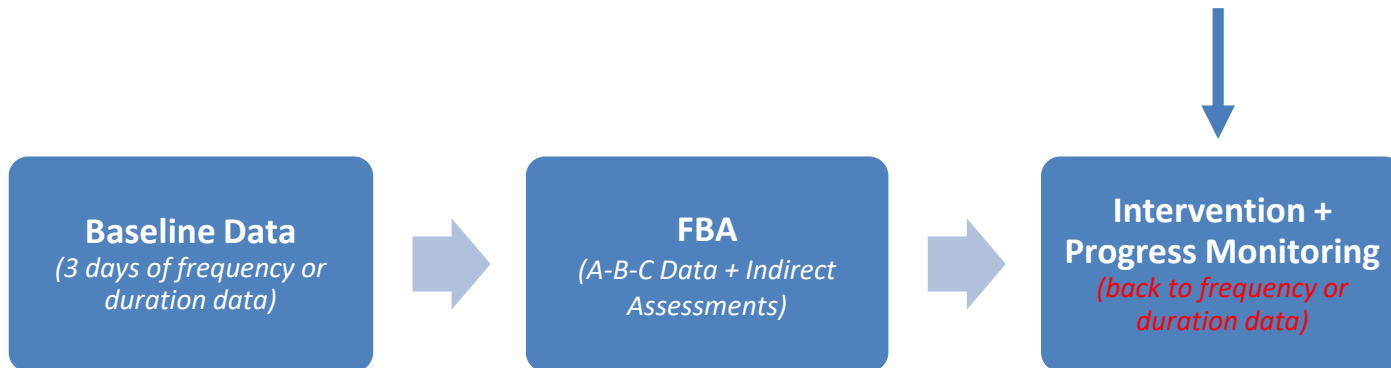 Baseline Data
(3 days of frequency or
duration data)
FBA
(A-B-C Data + Indirect
Assessments)
Intervention +
Progress Monitoring
(back to frequency or
duration data)